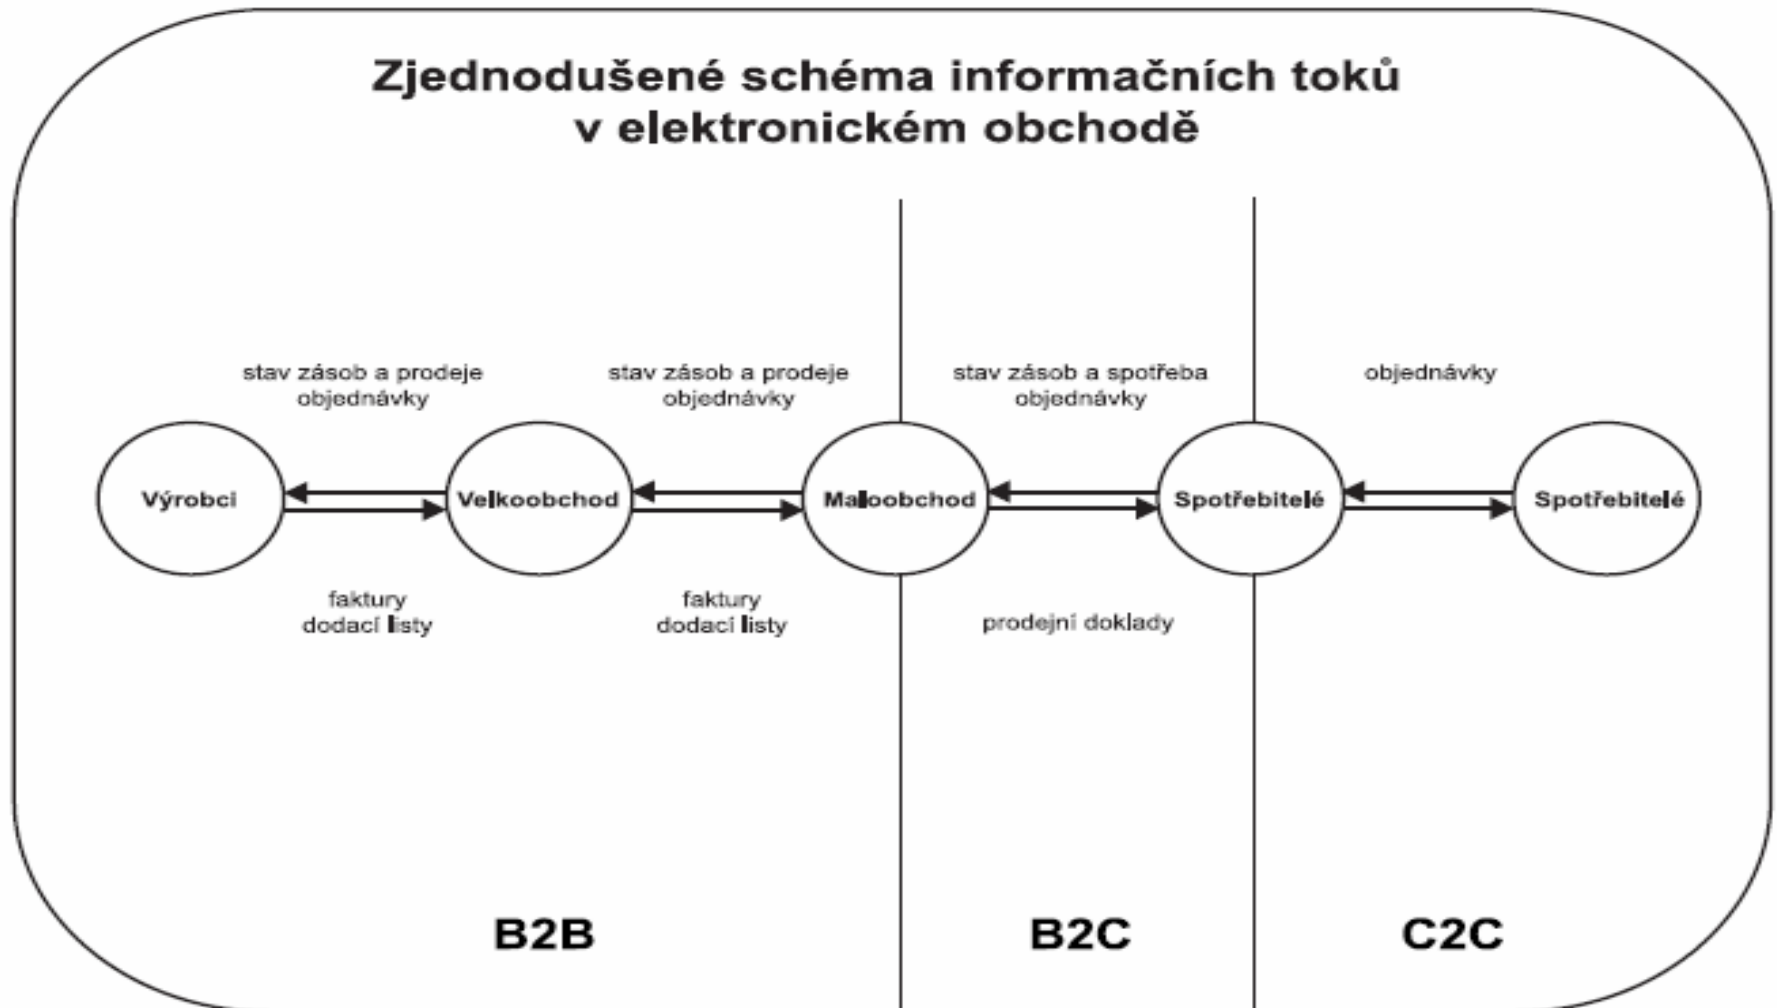 Zjednodušené schéma informačních toků
v elektronickém obchodě
stav zásob a prodeje
objednávky
stav zásob a prodeje
objednávky
stav zásob a spotřeba
objednávky
objednávky
Výrobci
Velkoobchod
Maloobchod
Spotřebitelé
Spotřebitelé
faktury
dodací listy
faktury
dodací listy
prodejní doklady
B2B
B2C
C2C